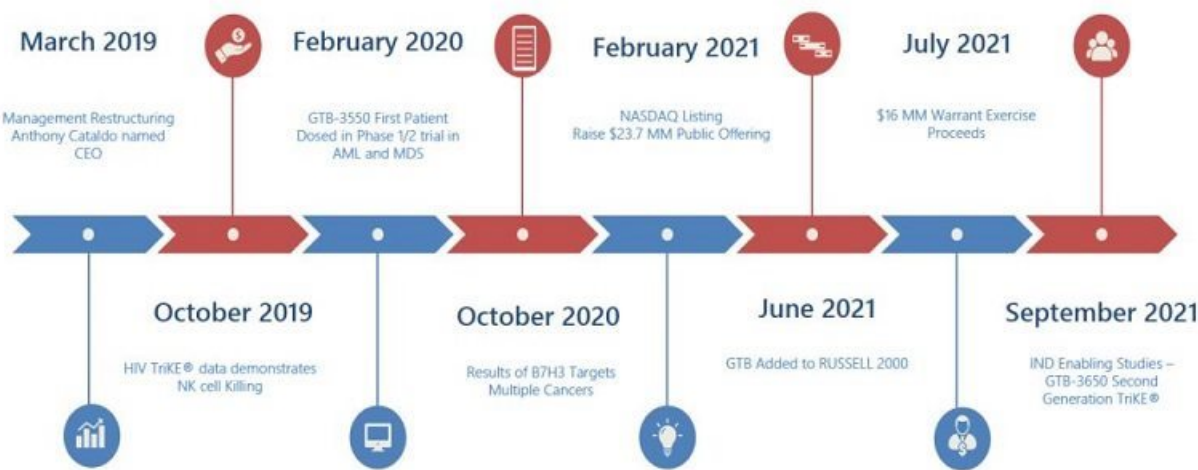 March 2019
Management Restructuring
Anthony Cataldo named
CEO
October 2019
HIV TriKE® data demonstrates
NK cell Killing
February 2020
GTB-3550 First Patient
Dosed in Phase 1/2 trial in
AML and MDS
October 2020
Results of B7H3 Targets
Multiple Cancers
February 2021
NASDAQ Listing
Raise $23.7 MM Public Offering
June 2021
GTB Added to RUSSELL 2000
July 2021
$16 MM Warrant Exercise
Proceeds
September 2021
IND Enabling Studies –
GTB-3650 Second
Generation TriKE®